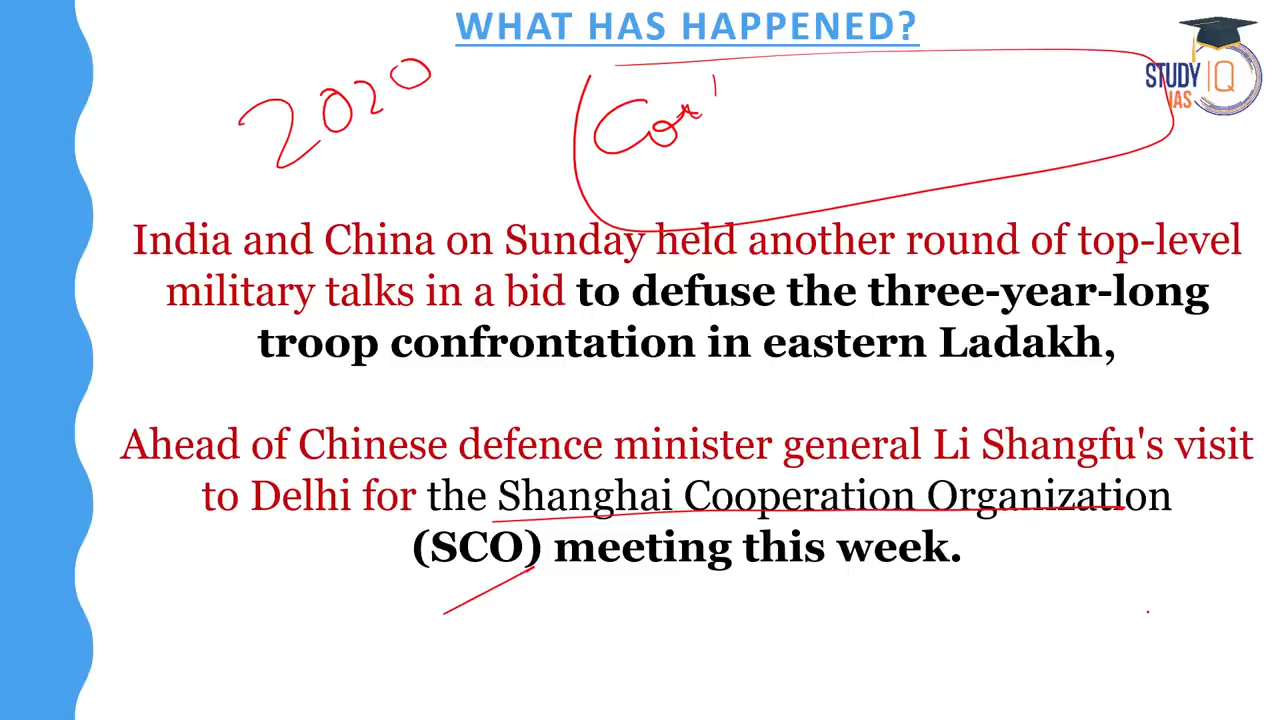 WHAT HAS HAPPENED?
STUDY IQ
IAS
2020
India and China on Sunday held another round of top-level
military talks in a bid to defuse the three-year-long
troop confrontation in eastern Ladakh,
Ahead of Chinese defence minister general Li Shangfu's visit
to Delhi for the Shanghai Cooperation Organization
(SCO) meeting this week.